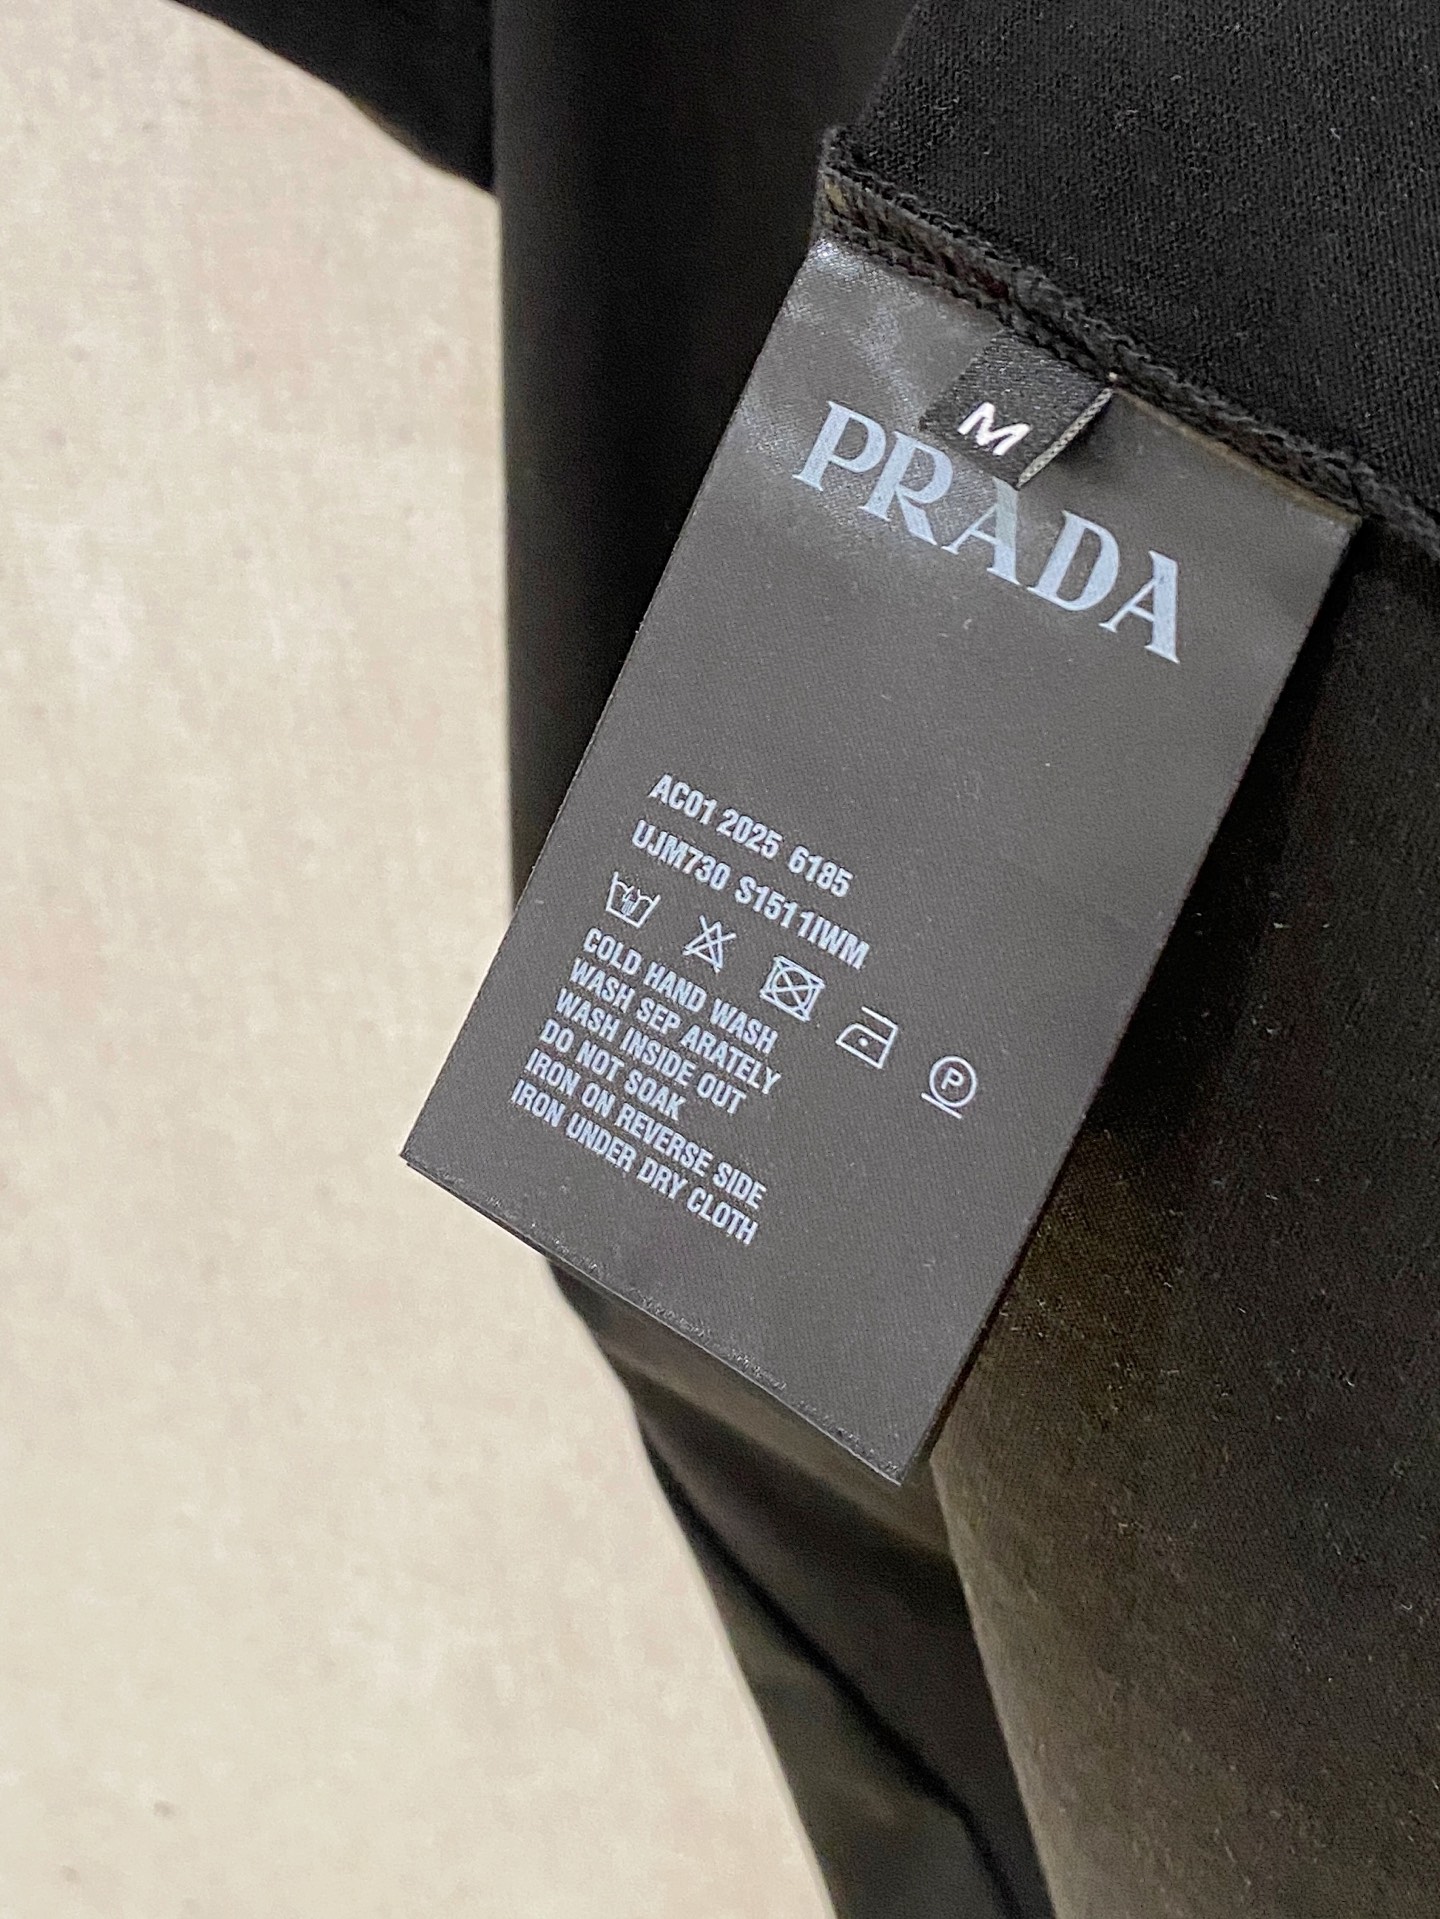 M
PRADA
AC01 2025 6185
UJM730 S1511IWM
P
COLD HAND WASH
WASH SEP ARATELY
WASH INSIDE OUT
DO NOT SOAK
IRON ON REVERSE SIDE
IRON UNDER DRY CLOTH